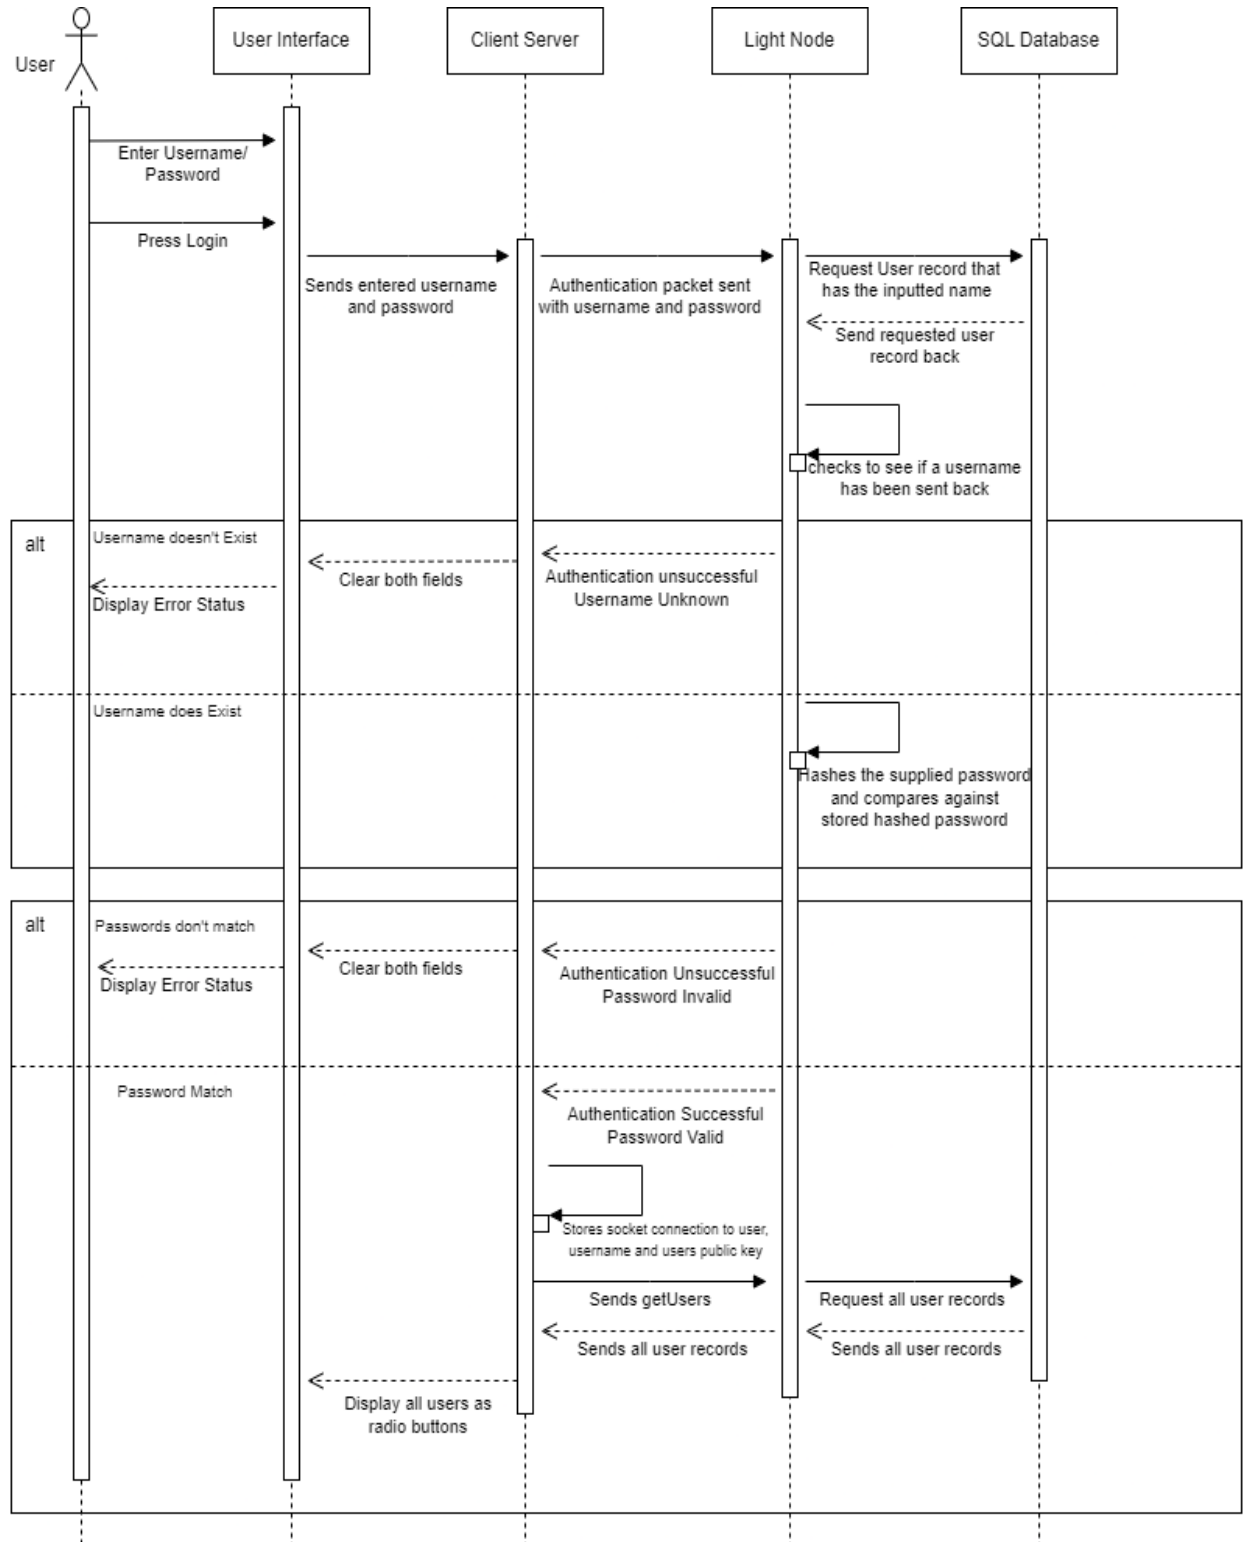 User
User Interface
Client Server
Light Node
SQL Database
Enter Username/
Password
Press Login
Sends entered username
and password
Authentication packet sent
with username and password
Request User record that
has the inputted name
Send requested user
record back
checks to see if a username
has been sent back
alt
Username doesn't Exist
Clear both fields
Authentication unsuccessful
Username Unknown
Display Error Status
Username does Exist
Hashes the supplied password
and compares against
stored hashed password
alt
Passwords don't match
Clear both fields
Authentication Unsuccessful
Password Invalid
Display Error Status
Password Match
Authentication Successful
Password Valid
Stores socket connection to user,
username and users public key
Sends getUsers
Request all user records
Sends all user records
Sends all user records
Display all users as
radio buttons